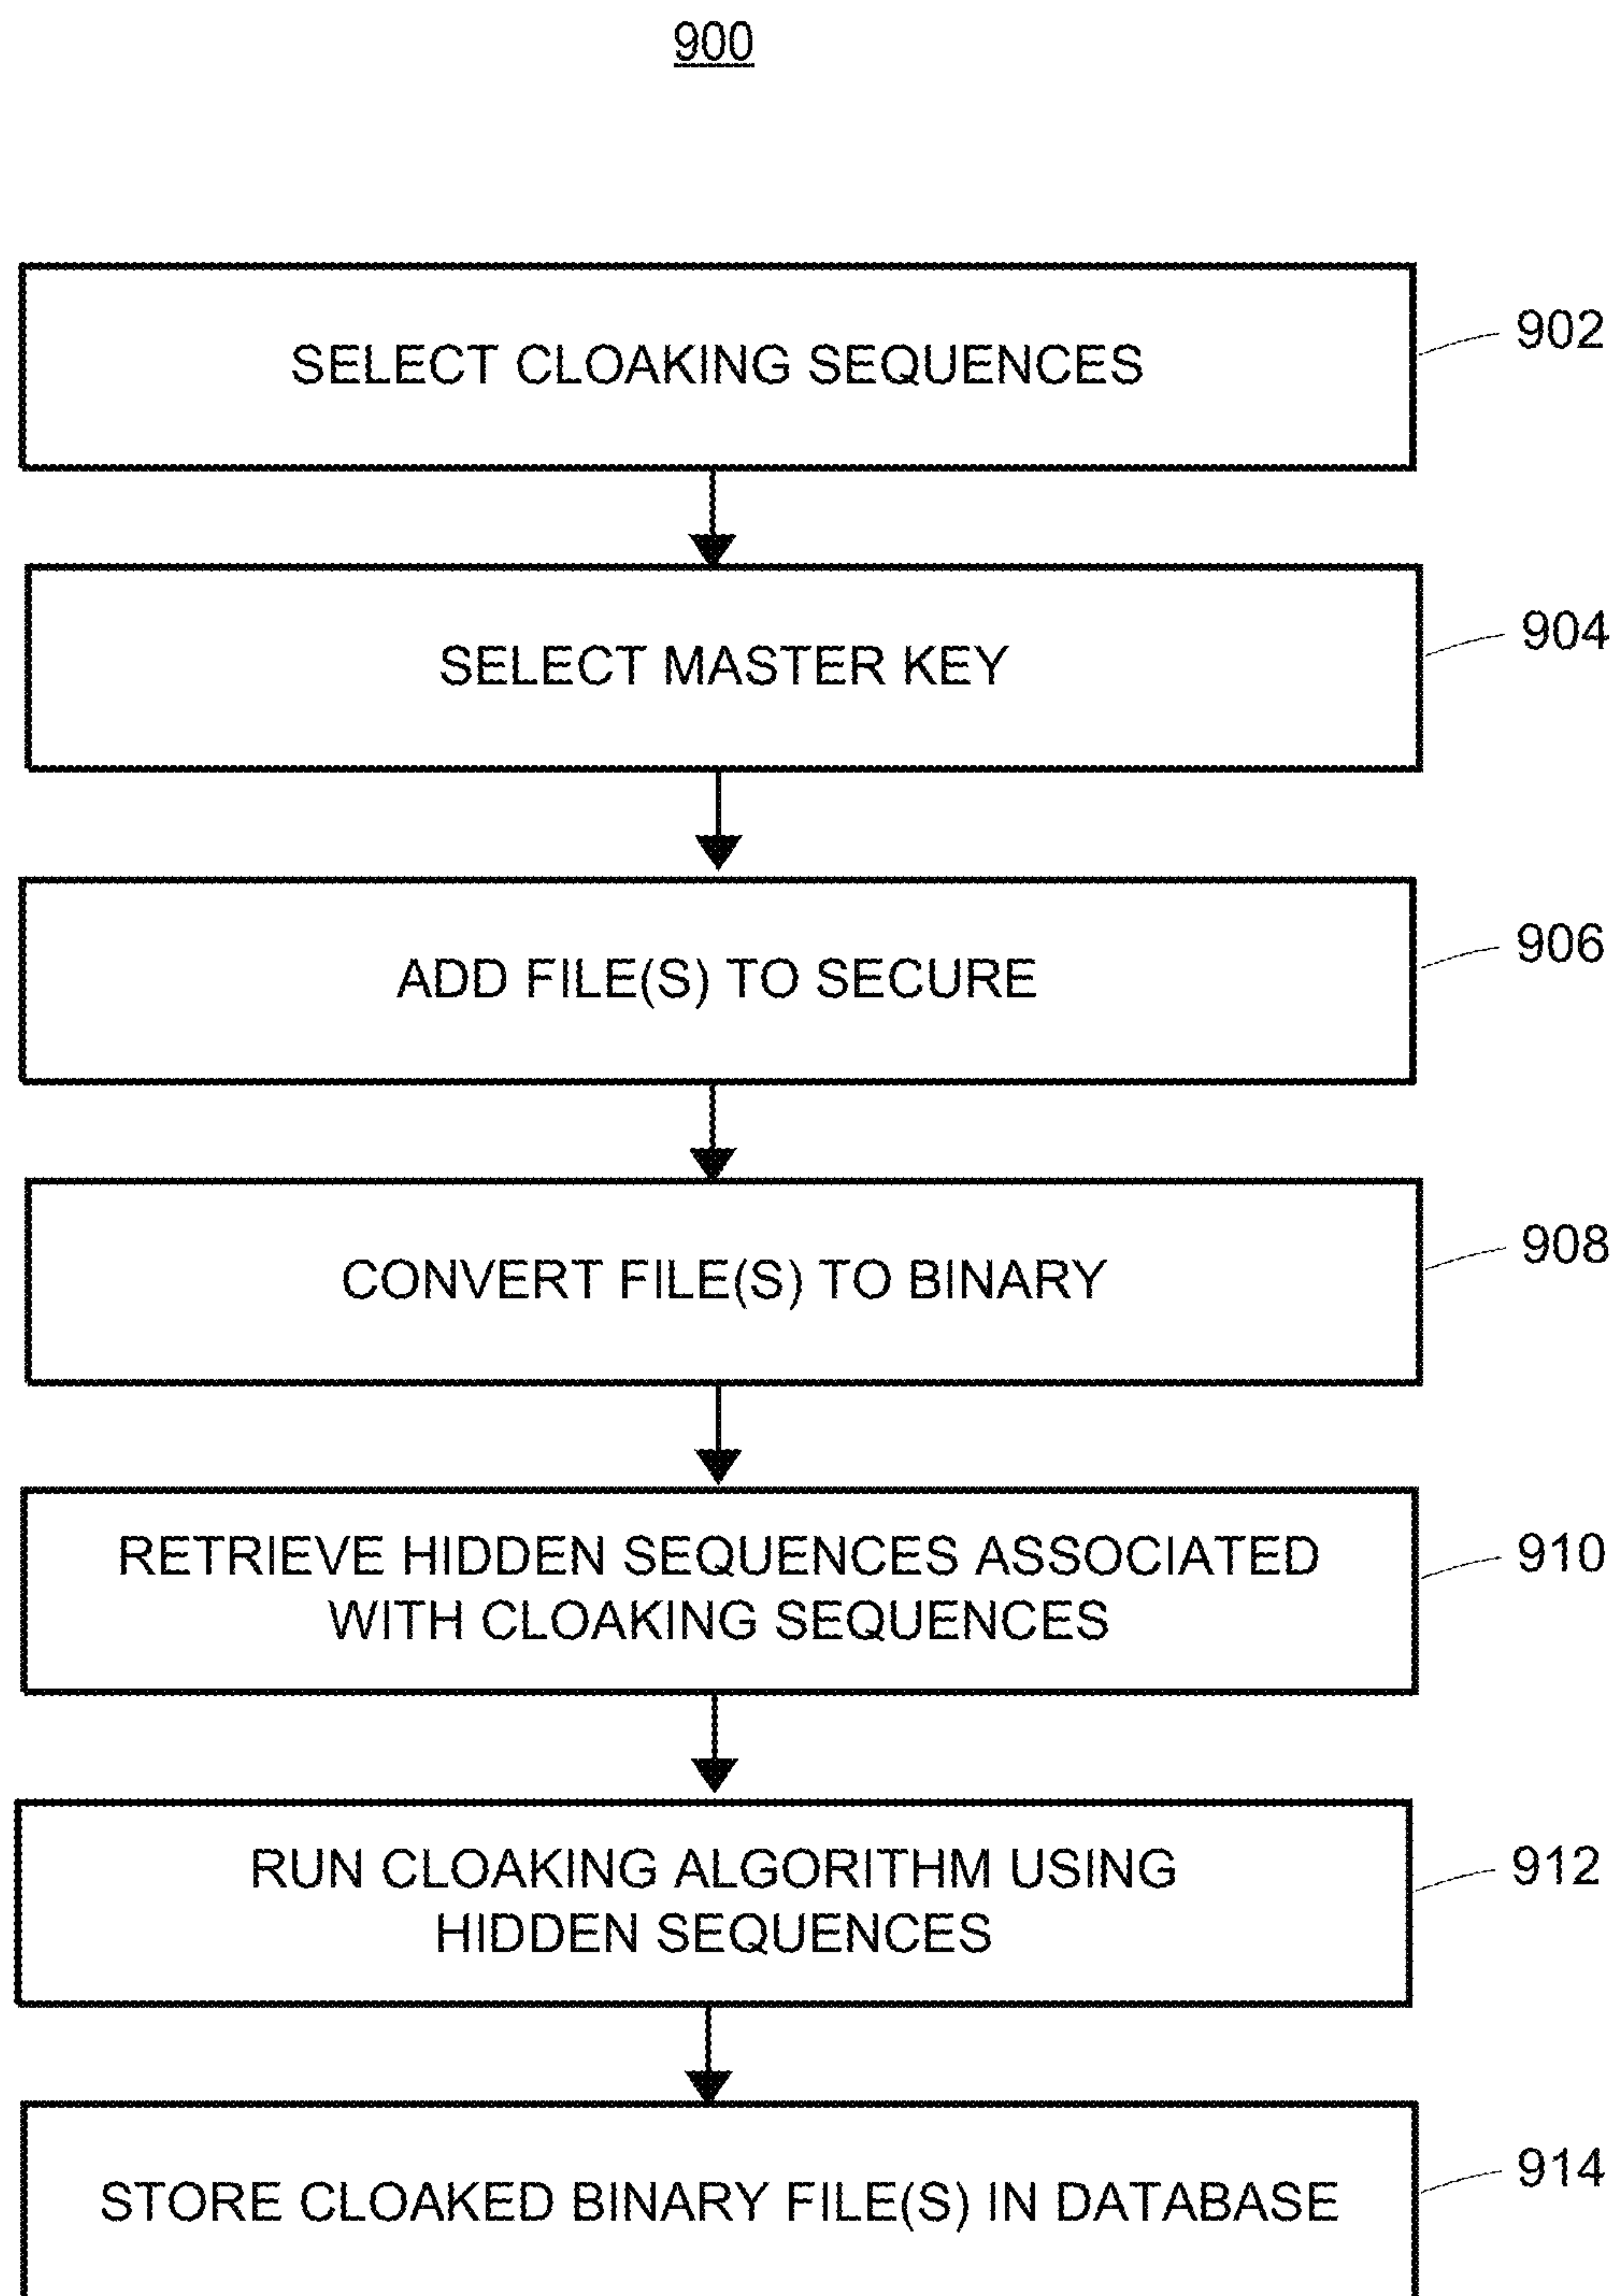 900
SELECT CLOAKING SEQUENCES
902
SELECT MASTER KEY
904
ADD FILE(S) TO SECURE
906
CONVERT FILE(S) TO BINARY
908
RETRIEVE HIDDEN SEQUENCES ASSOCIATED
WITH CLOAKING SEQUENCES
910
RUN CLOAKING ALGORITHM USING
HIDDEN SEQUENCES
912
STORE CLOAKED BINARY FILE(S) IN DATABASE
914